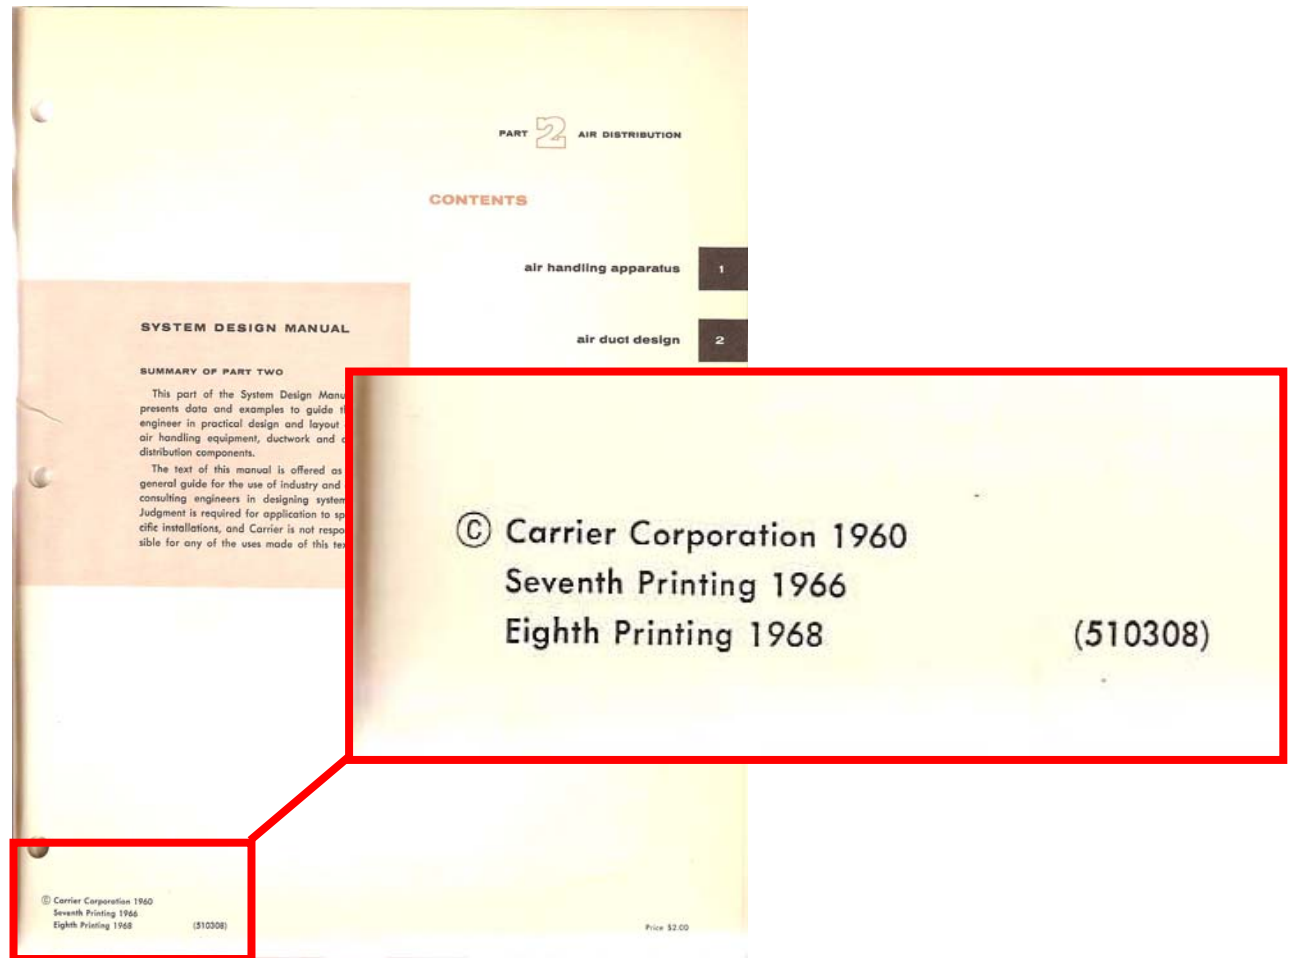 PART 2 AIR DISTRIBUTION
CONTENTS
air handling apparatus 1
air duct design 2
SYSTEM DESIGN MANUAL
SUMMARY OF PART TWO
This part of the System Design
presents data and examples to guide
engineer in practical design and layout
air handling equipment, ductwork and
distribution components.
The text of this manual is offered as
general guide for the use of industry and
consulting engineers in designing
Judgment is required for application to
cific installations, and Carrier is not
sible for any of the uses made of this
© Carrier Corporation 1960
Seventh Printing 1966
Eighth Printing 1968 (510308)
© Carrier Corporation 1960
Seventh Printing 1966
Eighth Printing 1968 (510308)
Price $2.00